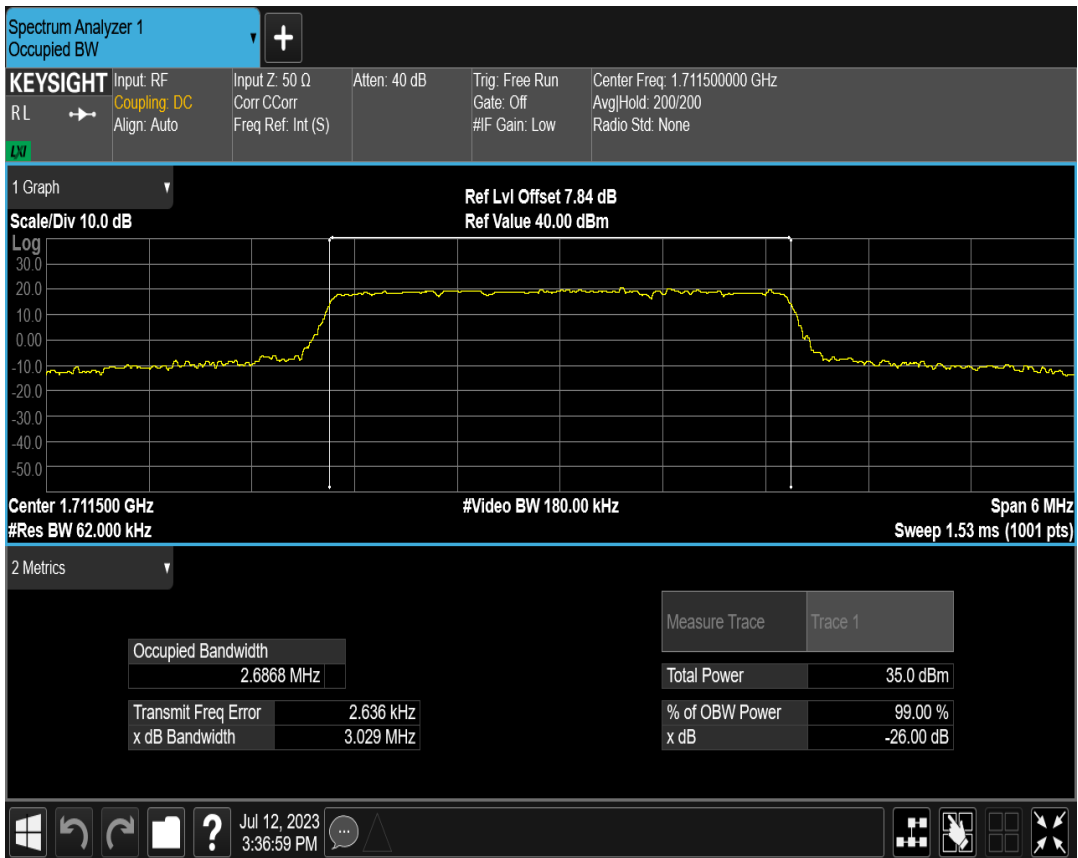 Spectrum Analyzer 1
Occupied BW
KEYSIGHT
R L
LXI
Input: RF
Coupling: DC
Align: Auto
Input Z: 50 Ω
Corr CCorr
Freq Ref: Int (S)
Atten: 40 dB
Trig: Free Run
Gate: Off
#IF Gain: Low
Center Freq: 1.711500000 GHz
Avg|Hold: 200/200
Radio Std: None
1 Graph
Scale/Div 10.0 dB
Ref Lvl Offset 7.84 dB
Ref Value 40.00 dBm
Log
30.0
20.0
10.0
0.00
-10.0
-20.0
-30.0
-40.0
-50.0
Center 1.711500 GHz
#Video BW 180.00 kHz
Span 6 MHz
#Res BW 62.000 kHz
Sweep 1.53 ms (1001 pts)
2 Metrics
Occupied Bandwidth
2.6868 MHz
Transmit Freq Error 2.636 kHz
x dB Bandwidth 3.029 MHz
Measure Trace Trace 1
Total Power 35.0 dBm
% of OBW Power 99.00 %
x dB -26.00 dB
?
Jul 12, 2023
3:36:59 PM